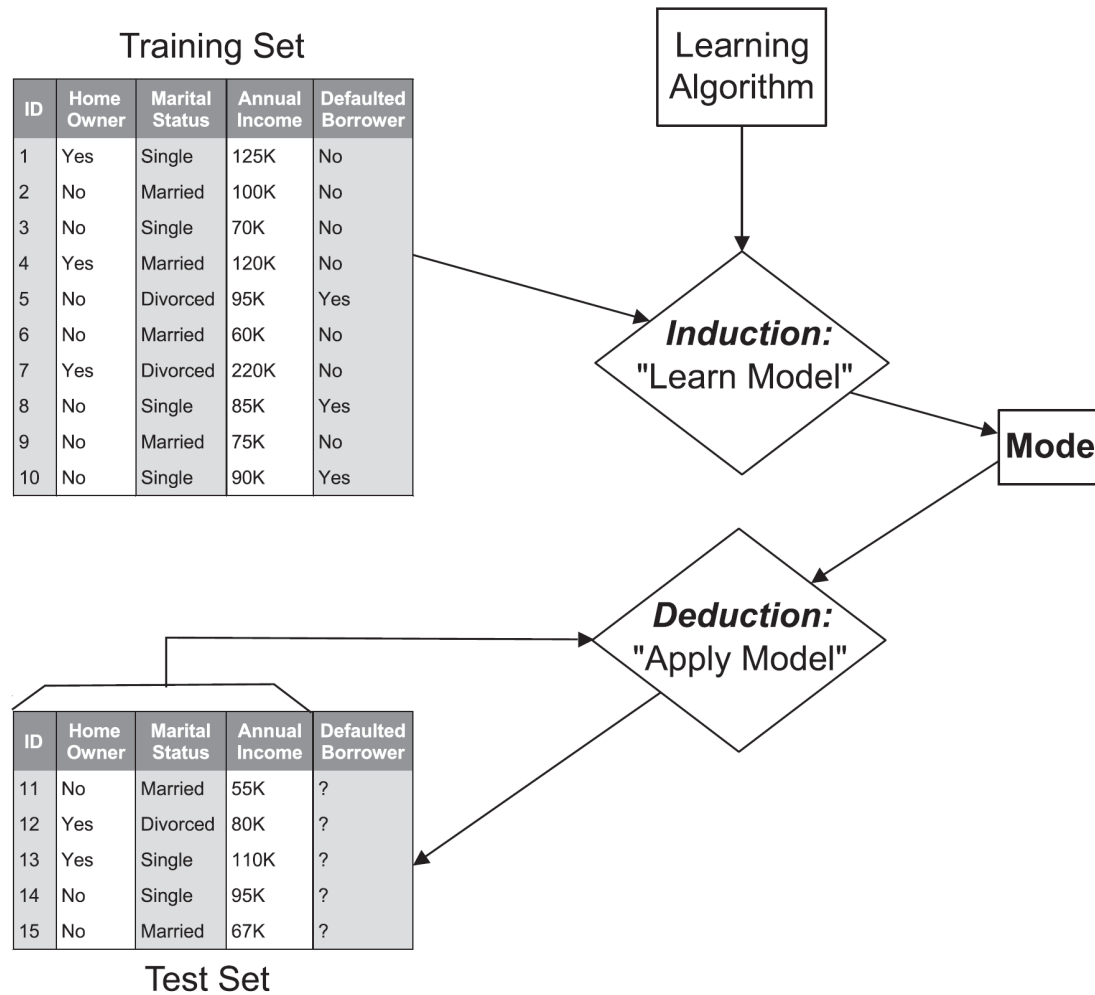 Training Set
ID Home Owner Marital Status Annual Income Defaulted Borrower
1 Yes Single 125K No
2 No Married 100K No
3 No Single 70K No
4 Yes Married 120K No
5 No Divorced 95K Yes
6 No Married 60K No
7 Yes Divorced 220K No
8 No Single 85K Yes
9 No Married 75K No
10 No Single 90K Yes
Learning
Algorithm
Induction:
"Learn Model"
Mode
Deduction:
"Apply Model"
ID Home Owner Marital Status Annual Income Defaulted Borrower
11 No Married 55K ?
12 Yes Divorced 80K ?
13 Yes Single 110K ?
14 No Single 95K ?
15 No Married 67K ?
Test Set